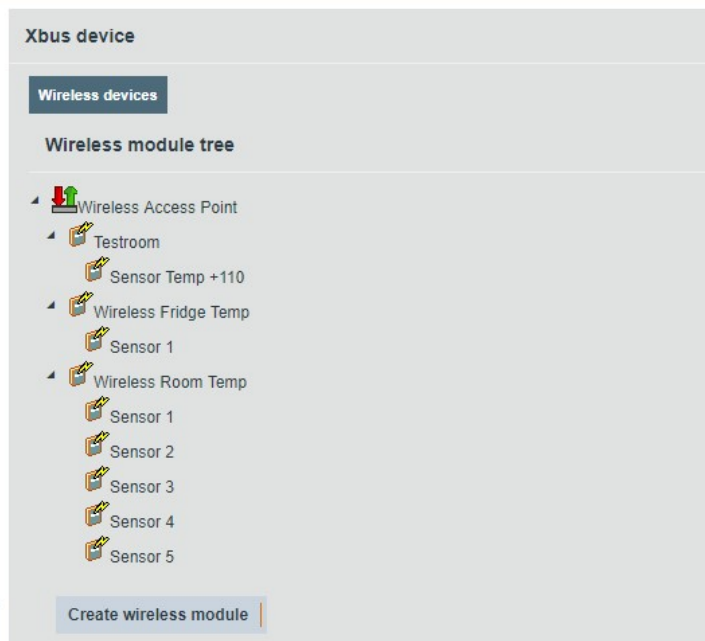 Xbus device
Wireless devices
Wireless module tree
Wireless Access Point
Testroom
Sensor Temp +110
Wireless Fridge Temp
Sensor 1
Wireless Room Temp
Sensor 1
Sensor 2
Sensor 3
Sensor 4
Sensor 5
Create wireless module